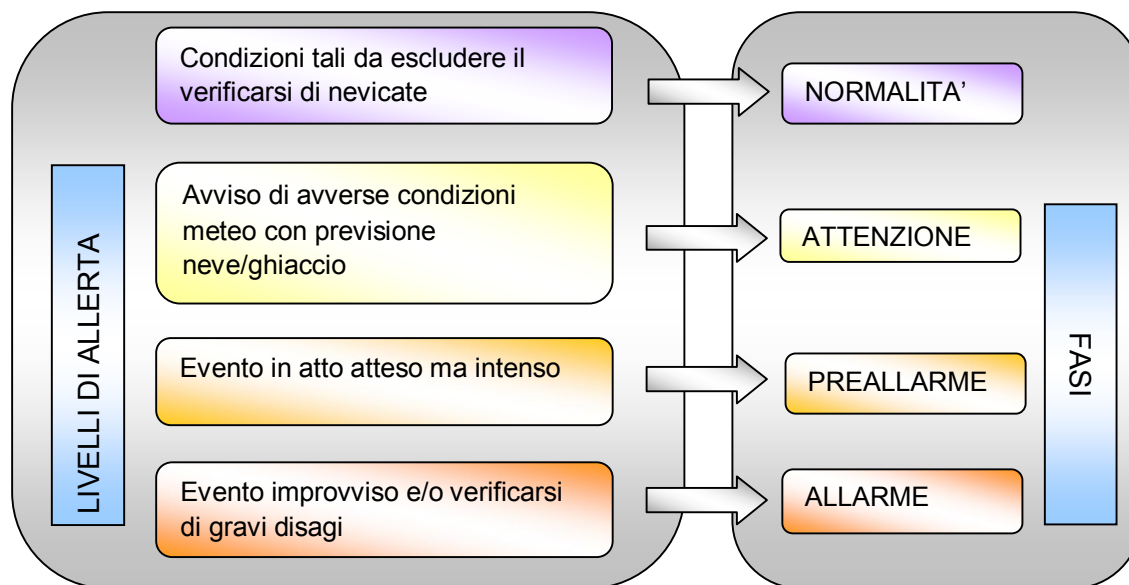 LIVELLI DI ALLERTA
Condizioni tali da escludere il
verificarsi di nevicate
NORMALITA’
Avviso di avverse condizioni
meteo con previsione
neve/ghiaccio
ATTENZIONE
Evento in atto atteso ma intenso
PREALLARME
Evento improvviso e/o verificarsi
di gravi disagi
ALLARME
FASI